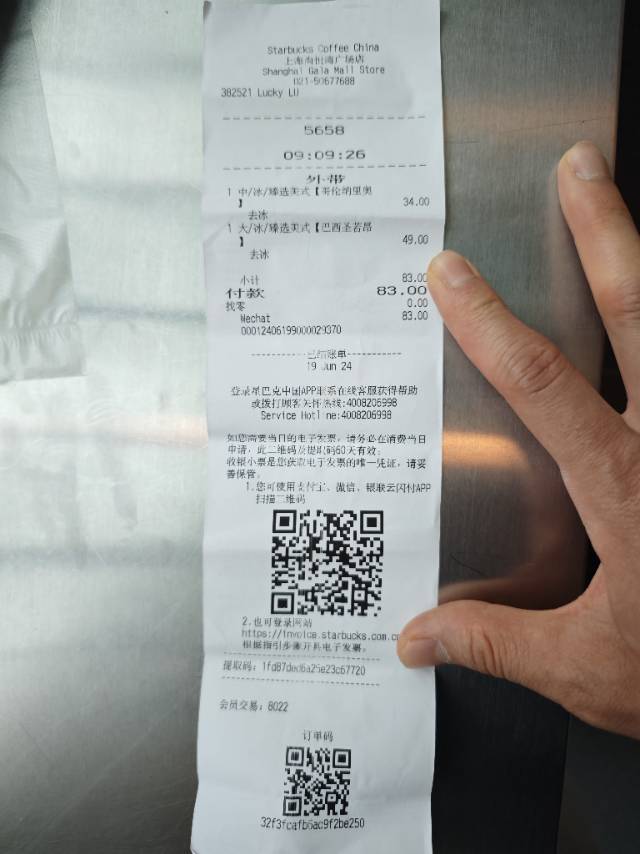 Starbucks Coffee China
上海尚悦湾广场店
Shanghai Gala Mall Store
021-50677688
382521 Lucky LU
5658
09:09:26
外带
1 中/冰/臻选美式【哥伦纳里奥
】 34.00
去冰
1 大/冰/臻选美式【巴西圣若昂
】 49.00
去冰
小计 83.00
付款 83.00
找零 0.00
Wechat 83.00
00012406199000029370
------------已结账单------------
19 Jun 24
登录星巴克中国APP联系在线客服获得帮助
或拨打顾客关怀热线:4008206998
Service Hotline:4008206998
如您需要当日的电子发票，请务必在消费当日
申请，此二维码及提取码60天有效。
收银小票是您获取电子发票的唯一凭证，请妥
善保管。
1.您可使用支付宝、微信、银联云闪付APP
扫描二维码
2.也可登录网站
https://invoice.starbucks.com.c
根据指引步骤开具电子发票。
提取码：1fd87ded6a25e23c67720
会员交易：8022
订单码
32f3fcafb6ac9f2be250